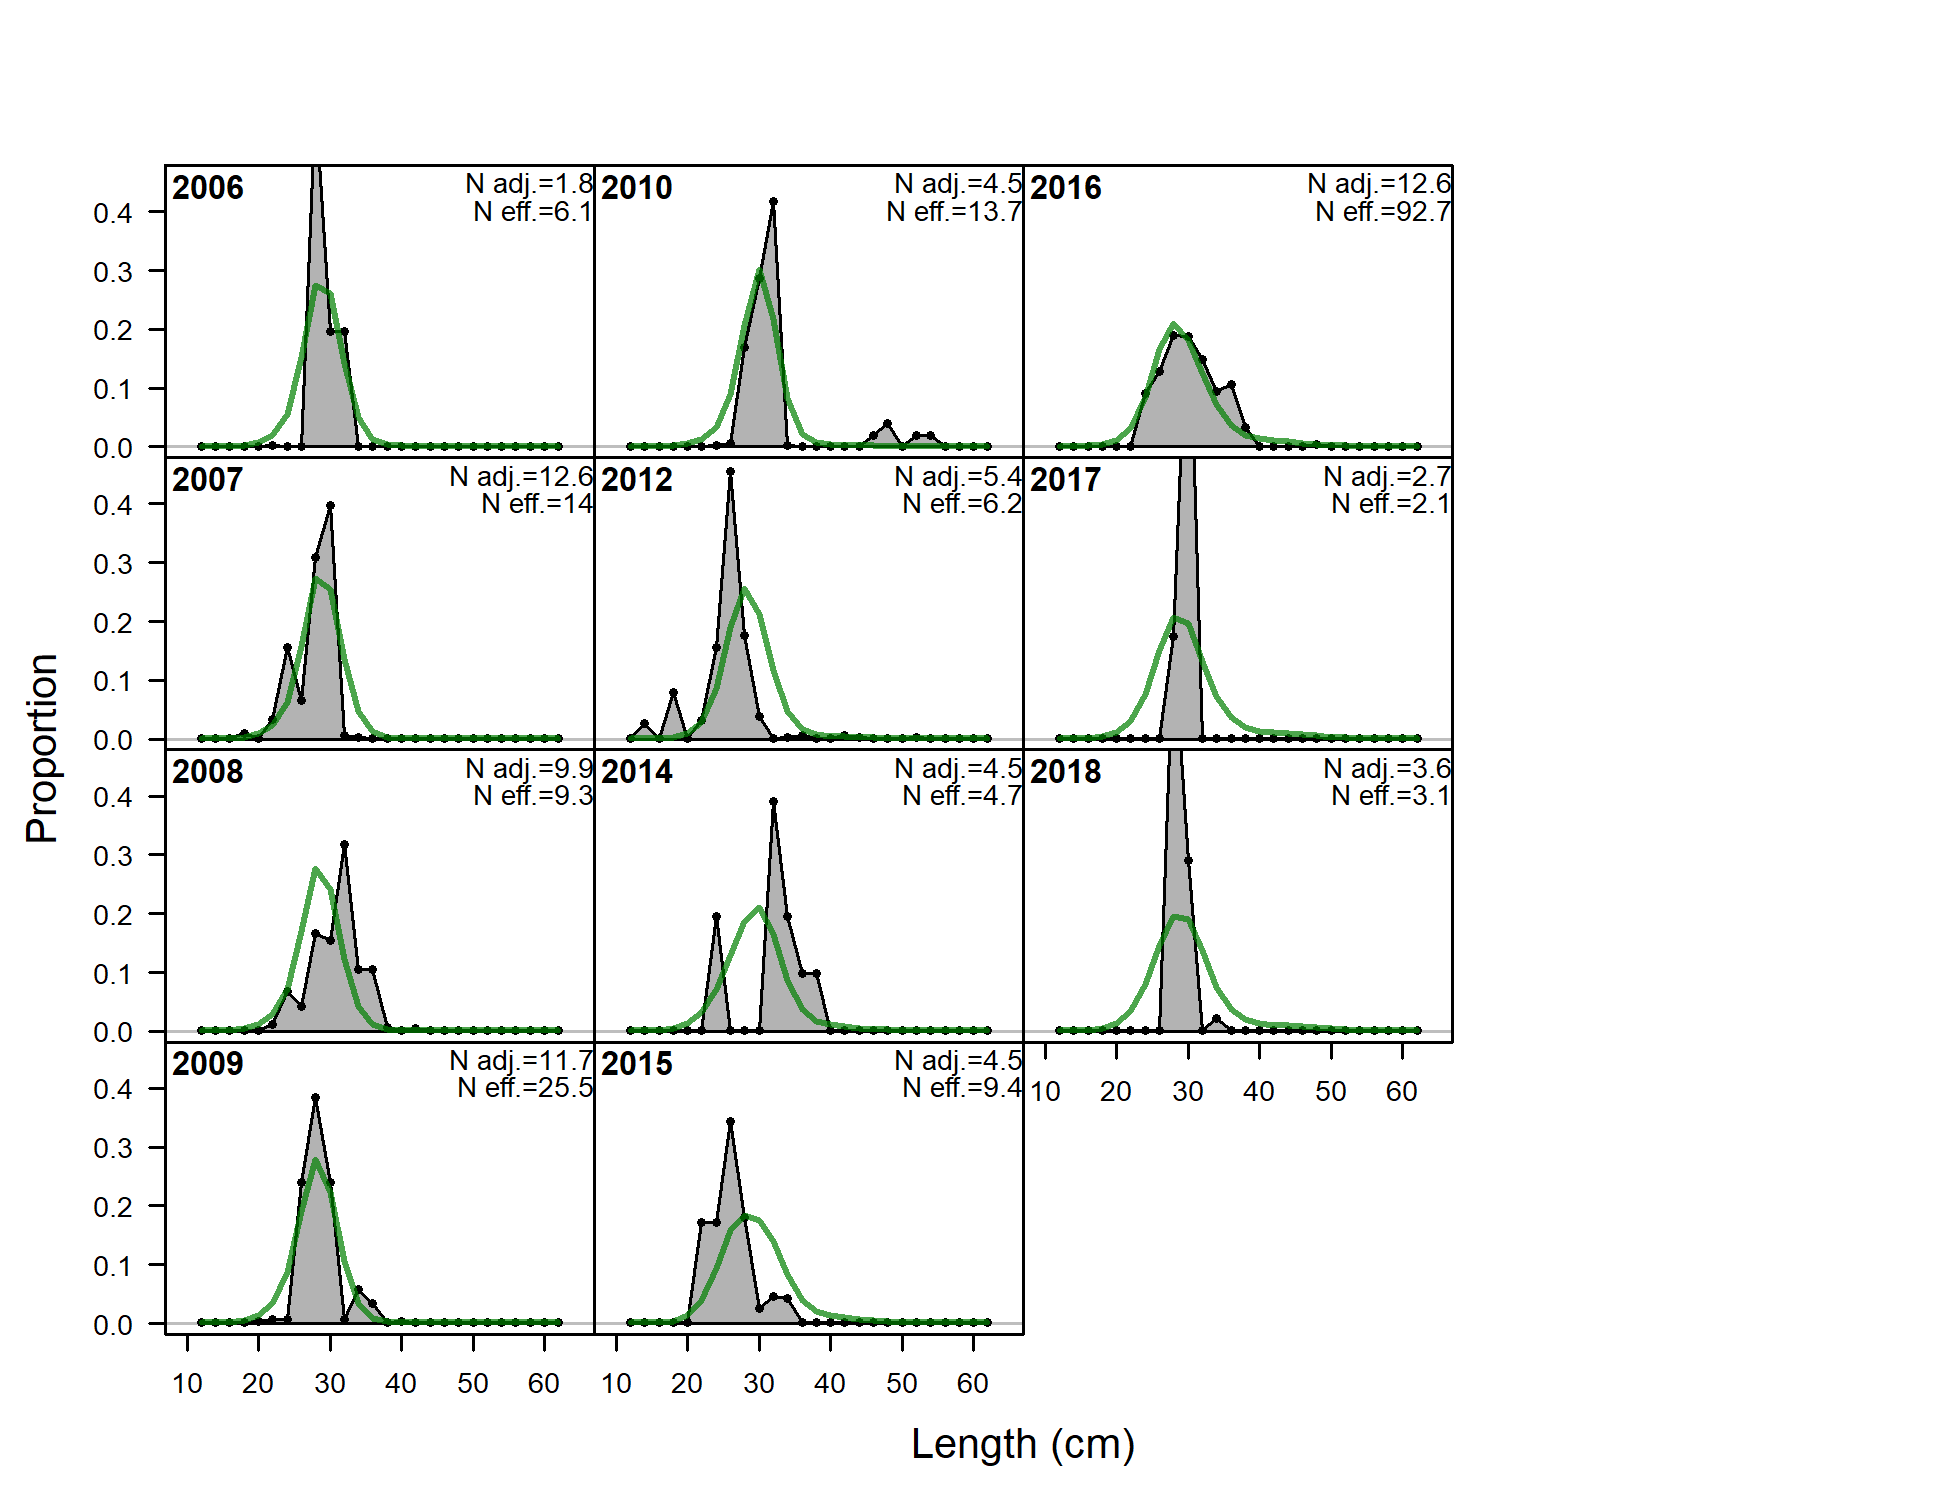 2006
N adj.=1.8
N eff.=6.1
2010
N adj.=4.5
N eff.=13.7
2016
N adj.=12.6
N eff.=92.7
0.4
0.3
0.2
0.1
0.0
2007
N adj.=12.6
N eff.=14
2012
N adj.=5.4
N eff.=6.2
2017
N adj.=2.7
N eff.=2.1
0.4
0.3
0.2
0.1
0.0
2008
N adj.=9.9
N eff.=9.3
2014
N adj.=4.5
N eff.=4.7
2018
N adj.=3.6
N eff.=3.1
0.4
0.3
0.2
0.1
0.0
10 20 30 40 50 60
2009
N adj.=11.7
N eff.=25.5
2015
N adj.=4.5
N eff.=9.4
0.4
0.3
0.2
0.1
0.0
10 20 30 40 50 60
10 20 30 40 50 60
Proportion
Length (cm)